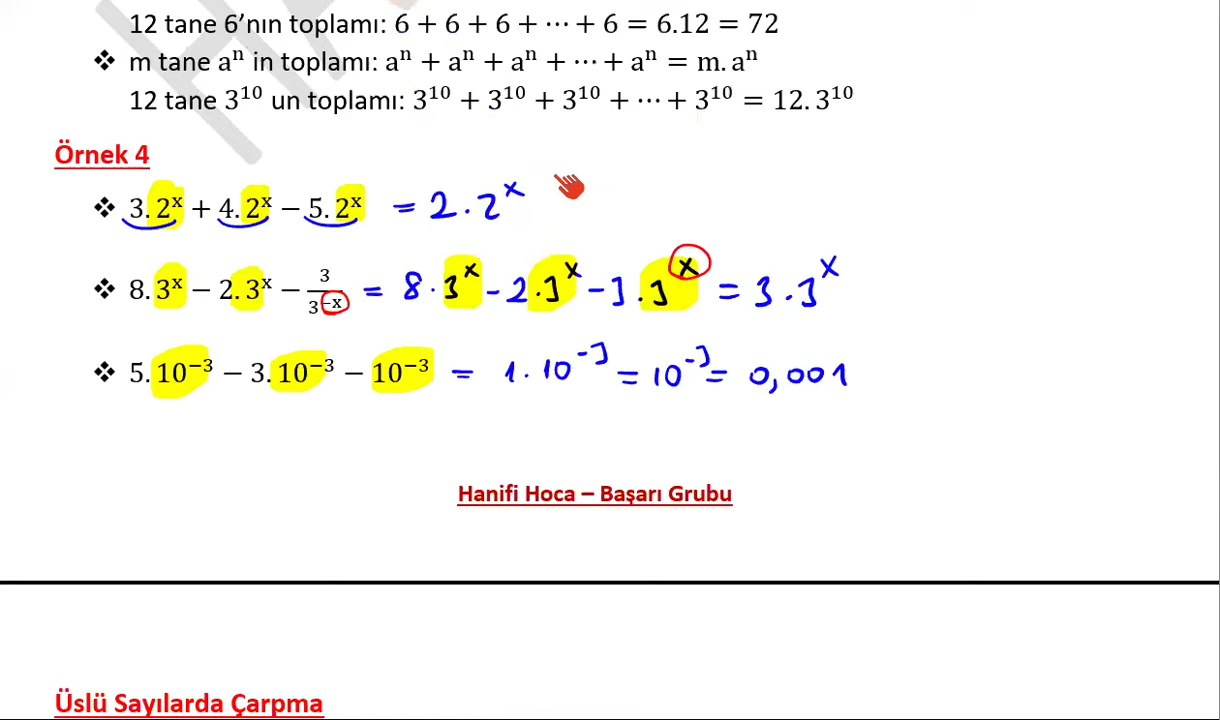 12 tane 6’nın toplamı: 6 + 6 + 6 + ⋯ + 6 = 6.12 = 72
❖ m tane aⁿ in toplamı: aⁿ + aⁿ + aⁿ + ⋯ + aⁿ = m. aⁿ
12 tane 3¹⁰ un toplamı: 3¹⁰ + 3¹⁰ + 3¹⁰ + ⋯ + 3¹⁰ = 12. 3¹⁰
Örnek 4
❖ 3. 2ˣ + 4. 2ˣ − 5. 2ˣ = 2 . 2ˣ
❖ 8. 3ˣ − 2. 3ˣ − 3/3⁻ˣ = 8 . 3ˣ - 2 . 3ˣ - 3 . 3ˣ = 3 . 3ˣ
❖ 5. 10⁻³ − 3. 10⁻³ − 10⁻³ = 1 . 10⁻³ = 10⁻³ = 0,001
Hanifi Hoca – Başarı Grubu
Üslü Sayılarda Çarpma